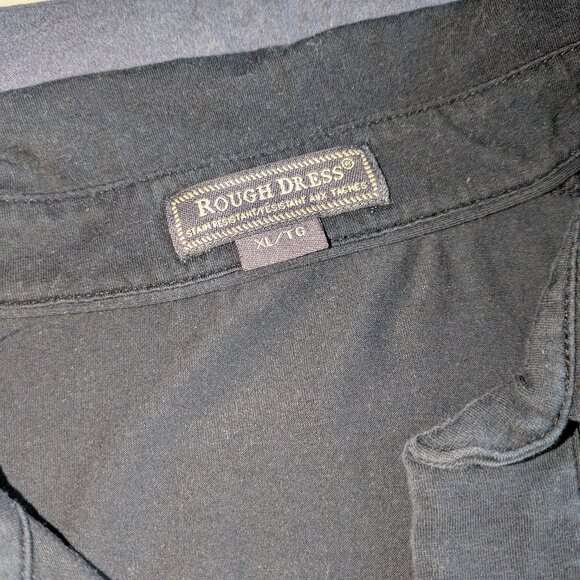 ROUGH DRESS®
STAIN RESISTANT/RÉSISTANT AUX TACHES
XL/TG